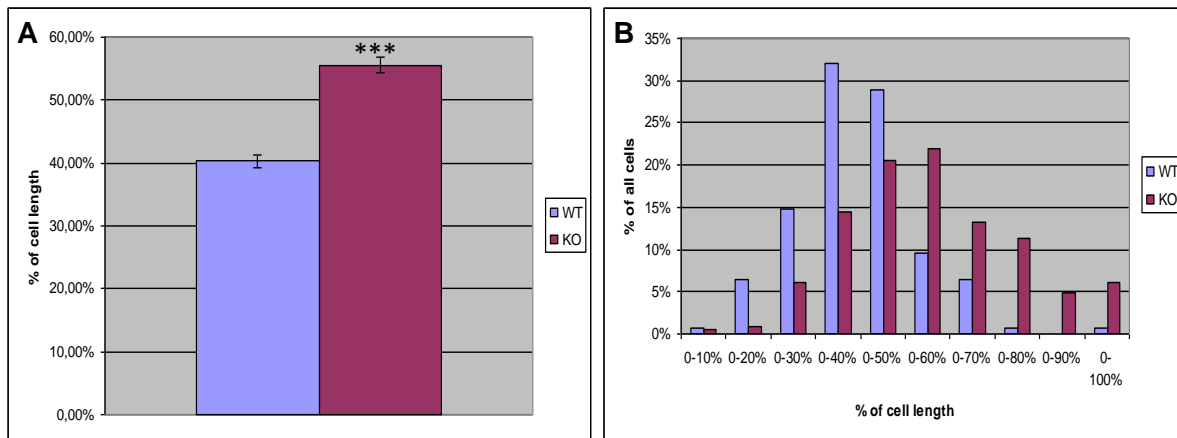 A
60,00%
50,00%
40,00%
30,00%
20,00%
10,00%
0,00%
% of cell length
***
WT
KO
B
35%
30%
25%
20%
15%
10%
5%
0%
% of all cells
0-10% 0-20% 0-30% 0-40% 0-50% 0-60% 0-70% 0-80% 0-90% 0-
100%
% of cell length
WT
KO